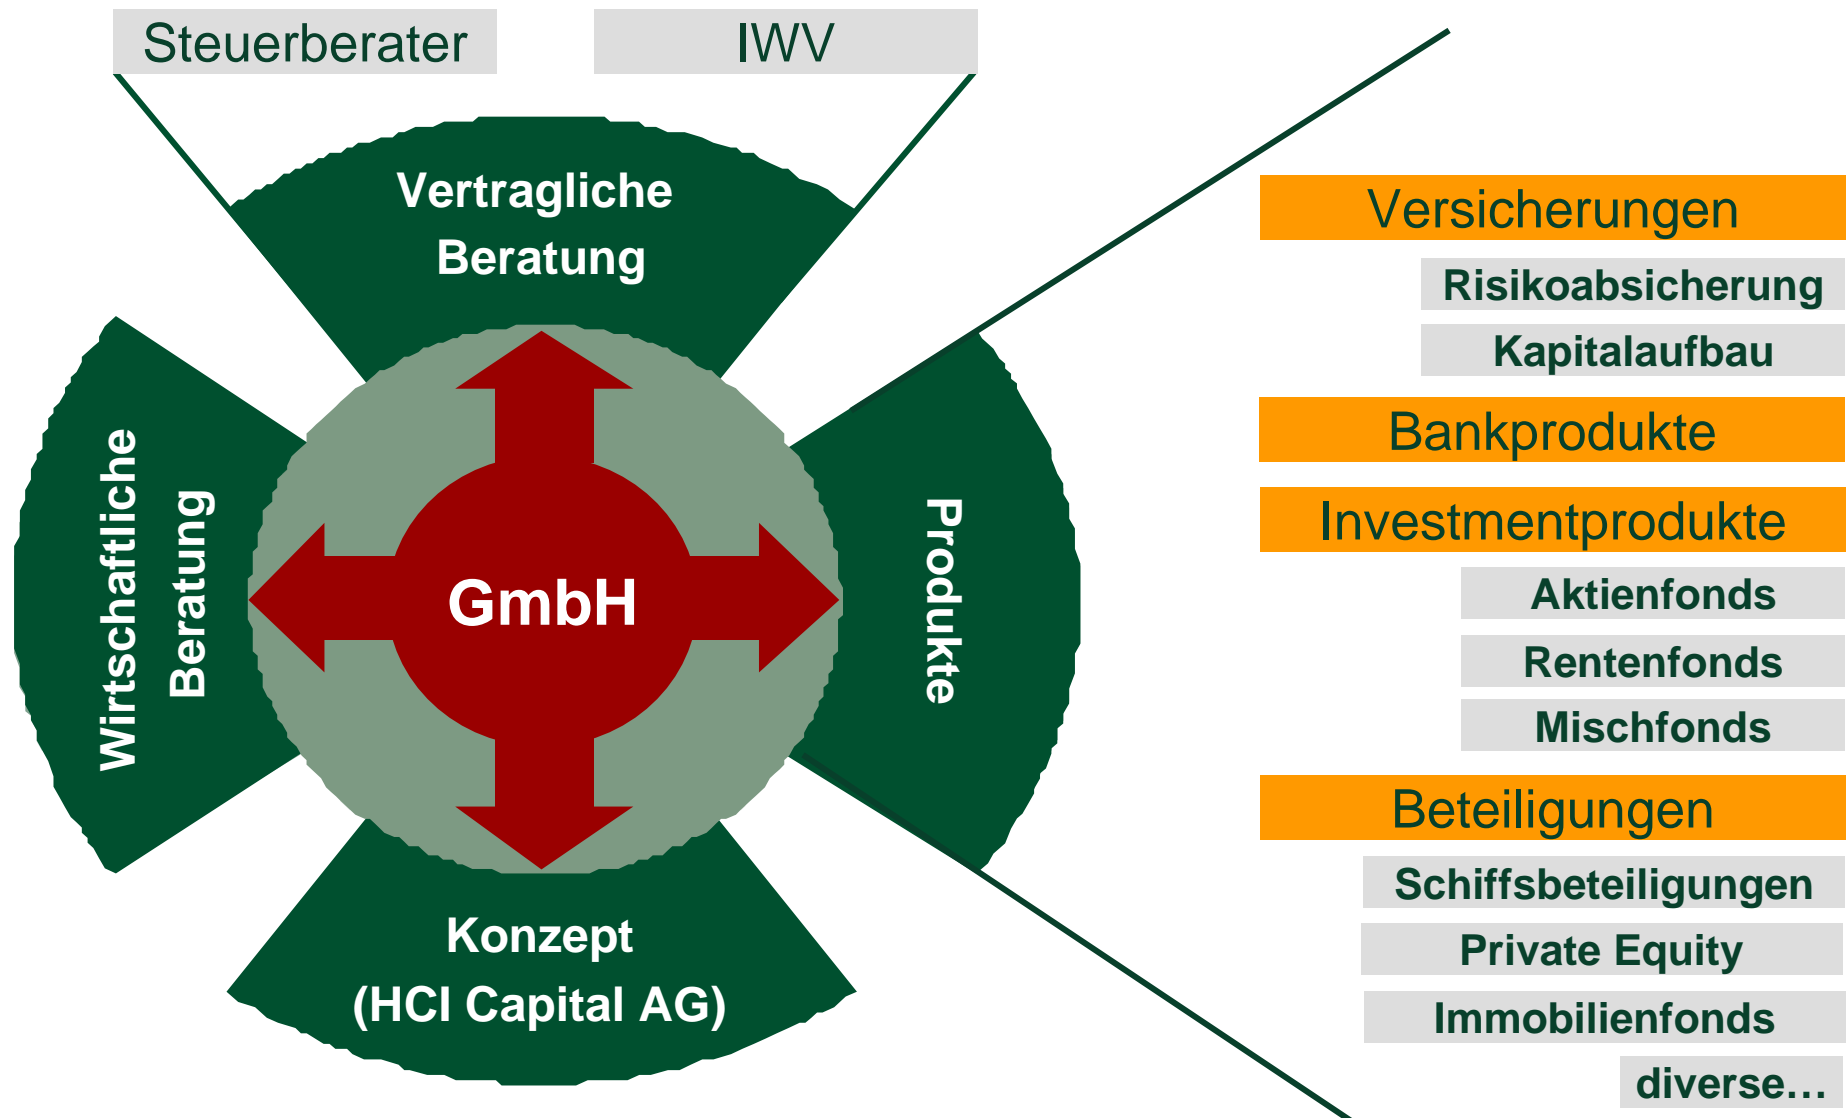 Steuerberater
IWV
Vertragliche
Beratung
Wirtschaftliche
Beratung
GmbH
Produkte
Konzept
(HCI Capital AG)
Versicherungen
Risikoabsicherung
Kapitalaufbau
Bankprodukte
Investmentprodukte
Aktienfonds
Rentenfonds
Mischfonds
Beteiligungen
Schiffsbeteiligungen
Private Equity
Immobilienfonds
diverse…